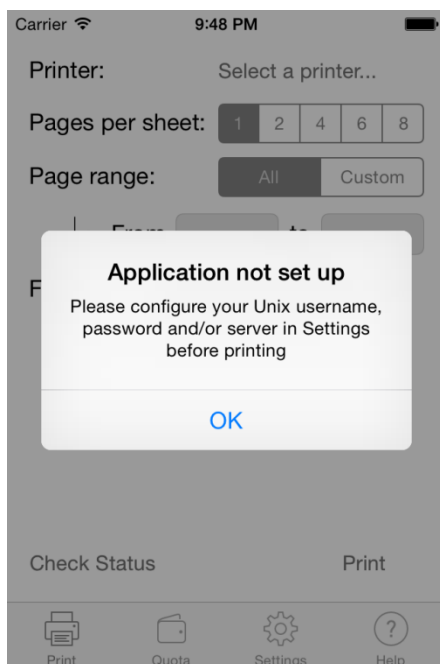 Carrier 9:48 PM
Printer: Select a printer...
Pages per sheet: 1 2 4 6 8
Page range: All Custom
From to
F
Application not set up
Please configure your Unix username,
password and/or server in Settings
before printing
OK
Check Status Print
Print Quota Settings Help